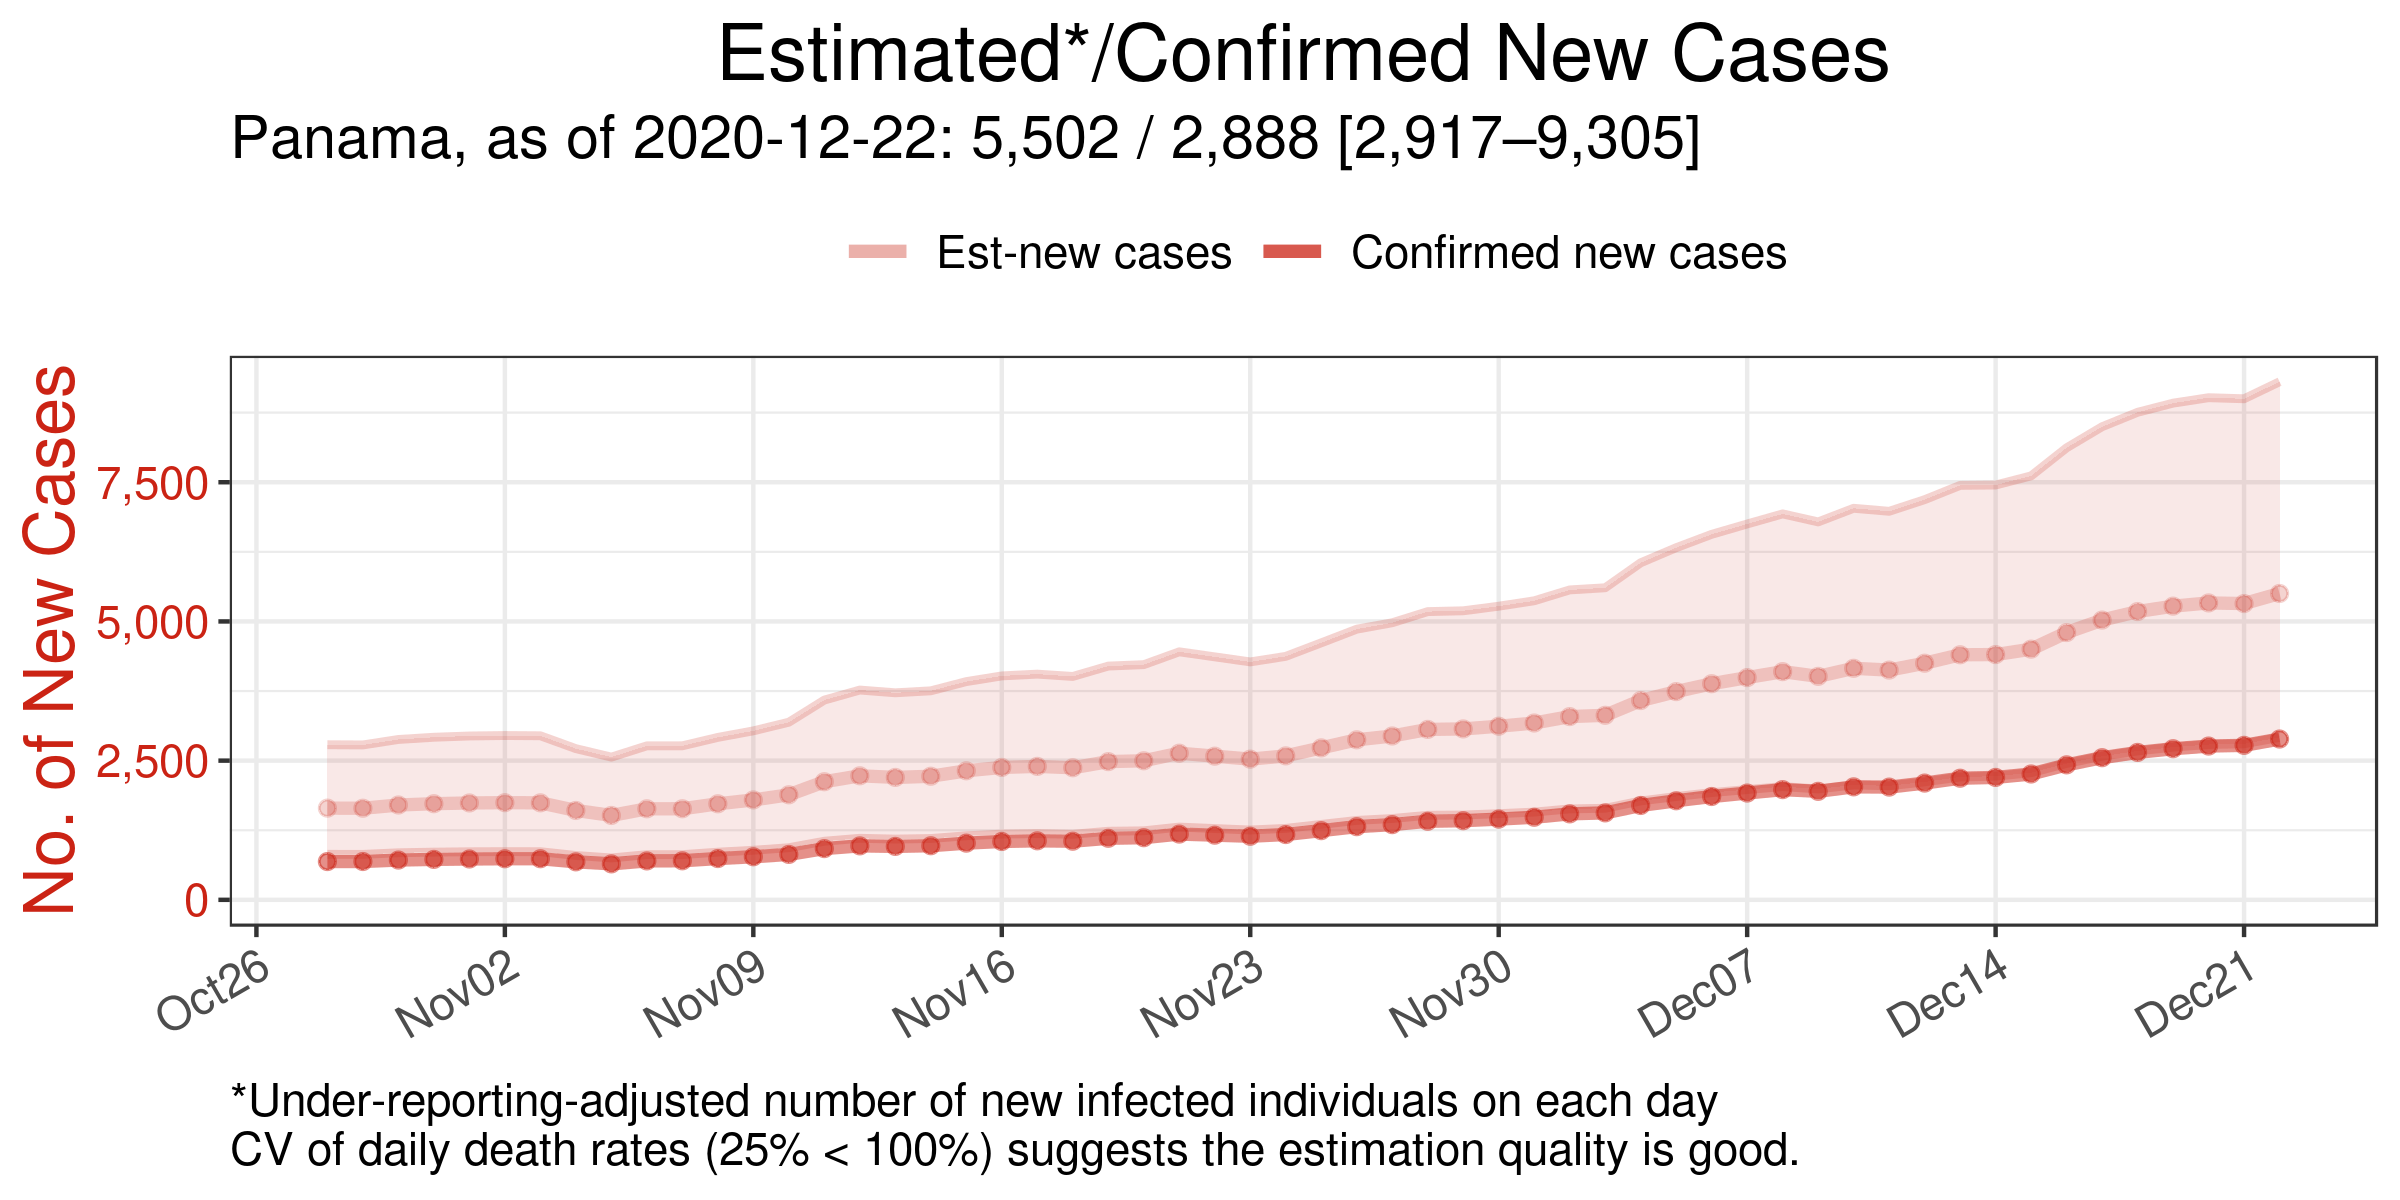 Estimated*/Confirmed New Cases
Panama, as of 2020-12-22: 5,502 / 2,888 [2,917–9,305]
Est-new cases
Confirmed new cases
No. of New Cases
7,500
5,000
2,500
0
Oct26
Nov02
Nov09
Nov16
Nov23
Nov30
Dec07
Dec14
Dec21
*Under-reporting-adjusted number of new infected individuals on each day
CV of daily death rates (25% < 100%) suggests the estimation quality is good.